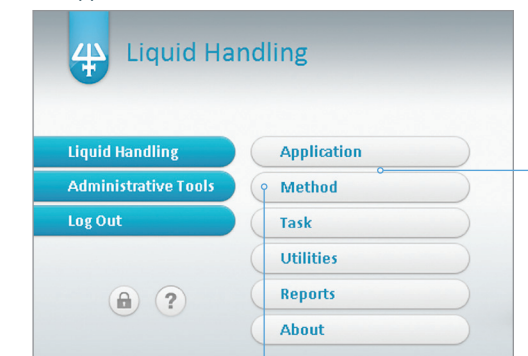 Liquid Handling
Liquid Handling
Administrative Tools
Log Out
?
Application
Method
Task
Utilities
Reports
About